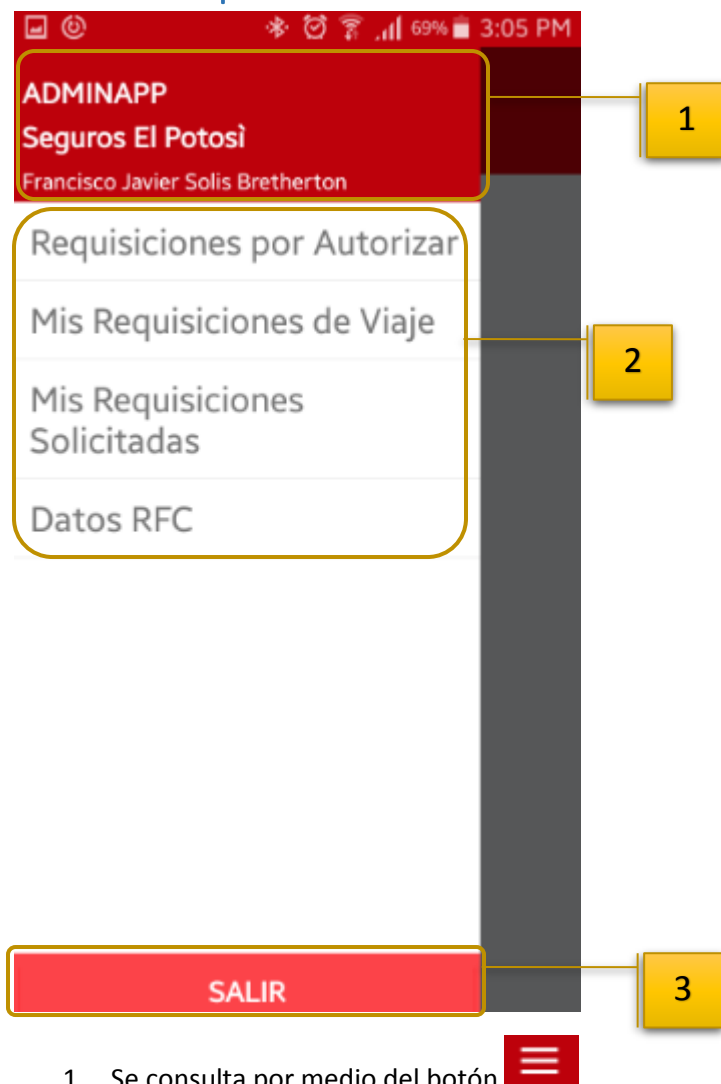 69% 3:05 PM
ADMINAPP
Seguros El Potosì
Francisco Javier Solis Bretherton
1
Requisiciones por Autorizar
Mis Requisiciones de Viaje
2
Mis Requisiciones
Solicitadas
Datos RFC
SALIR
3
1. Se consulta por medio del botón